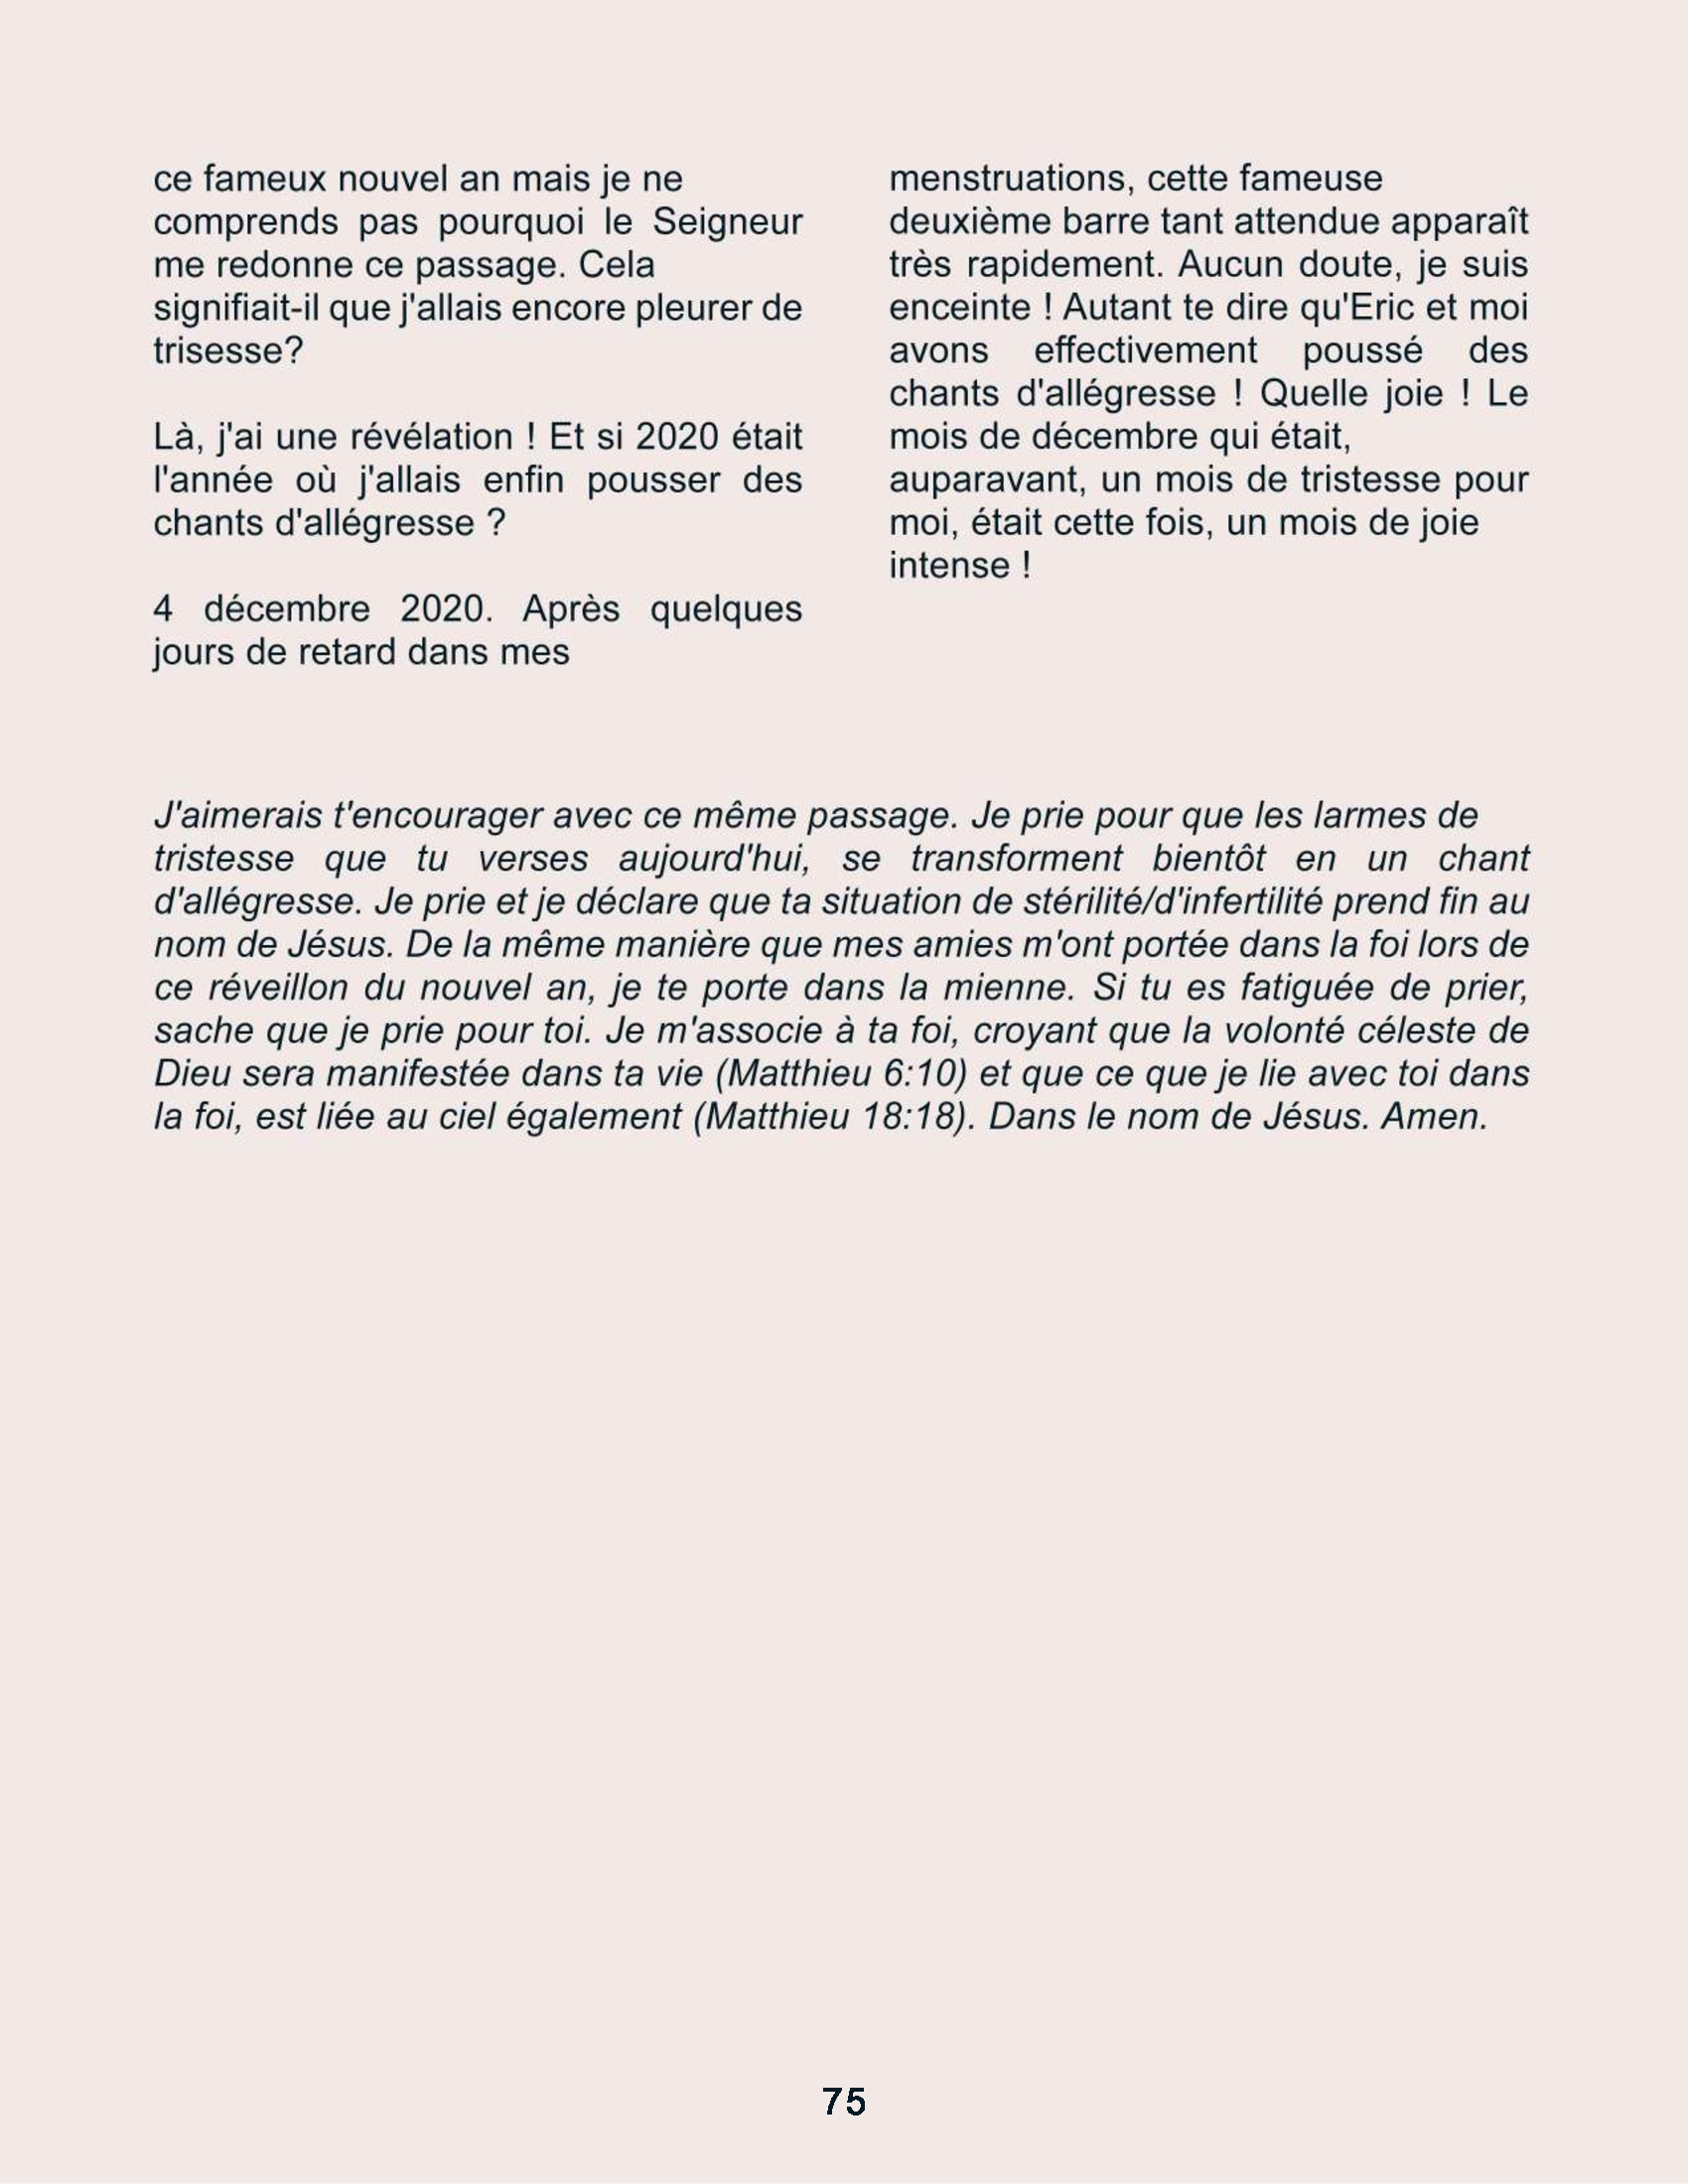 ce fameux nouvel an mais je ne
comprends pas pourquoi le Seigneur
me redonne ce passage. Cela
signifiait-il que j'allais encore pleurer de
trisesse?
Là, j'ai une révélation ! Et si 2020 était
l'année où j'allais enfin pousser des
chants d'allégresse ?
4 décembre 2020. Après quelques
jours de retard dans mes
menstruations, cette fameuse
deuxième barre tant attendue apparaît
très rapidement. Aucun doute, je suis
enceinte ! Autant te dire qu'Eric et moi
avons effectivement poussé des
chants d'allégresse ! Quelle joie ! Le
mois de décembre qui était,
auparavant, un mois de tristesse pour
moi, était cette fois, un mois de joie
intense !
J'aimerais t'encourager avec ce même passage. Je prie pour que les larmes de
tristesse que tu verses aujourd'hui, se transforment bientôt en un chant
d'allégresse. Je prie et je déclare que ta situation de stérilité/d'infertilité prend fin au
nom de Jésus. De la même manière que mes amies m'ont portée dans la foi lors de
ce réveillon du nouvel an, je te porte dans la mienne. Si tu es fatiguée de prier,
sache que je prie pour toi. Je m'associe à ta foi, croyant que la volonté céleste de
Dieu sera manifestée dans ta vie (Matthieu 6:10) et que ce que je lie avec toi dans
la foi, est liée au ciel également (Matthieu 18:18). Dans le nom de Jésus. Amen.
75